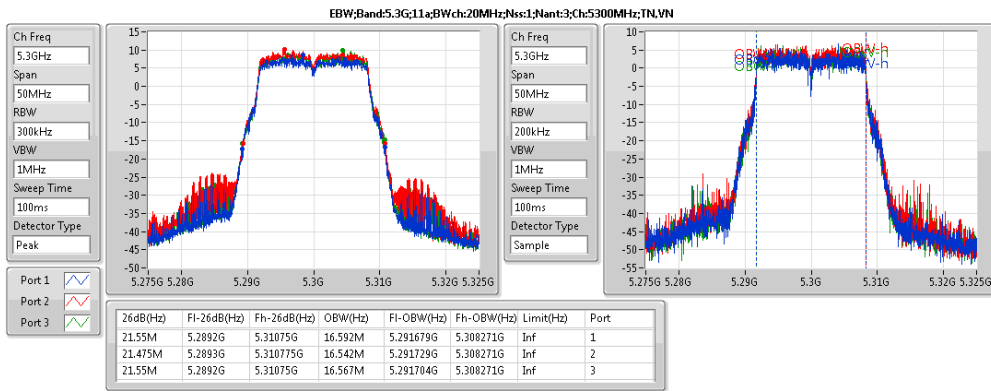 EBW;Band:5.3G;11a;BWch:20MHz;Nss:1;Nant:3;Ch:5300MHz;TN,VN
Ch Freq
5.3GHz
Span
50MHz
RBW
300kHz
VBW
1MHz
Sweep Time
100ms
Detector Type
Peak
15
10
5
0
-5
-10
-15
-20
-25
-30
-35
-40
-45
-50
5.275G 5.28G 5.29G 5.3G 5.31G 5.32G 5.325G
Ch Freq
5.3GHz
Span
50MHz
RBW
200kHz
VBW
1MHz
Sweep Time
100ms
Detector Type
Sample
10
5
0
-5
-10
-15
-20
-25
-30
-35
-40
-45
-50
-55
5.275G 5.28G 5.29G 5.3G 5.31G 5.32G 5.325G
Port 1
Port 2
Port 3
26dB(Hz) Fl-26dB(Hz) Fh-26dB(Hz) OBW(Hz) Fl-OBW(Hz) Fh-OBW(Hz) Limit(Hz) Port
21.55M 5.2892G 5.31075G 16.592M 5.291679G 5.308271G Inf 1
21.475M 5.2893G 5.310775G 16.542M 5.291729G 5.308271G Inf 2
21.55M 5.2892G 5.31075G 16.567M 5.291704G 5.308271G Inf 3